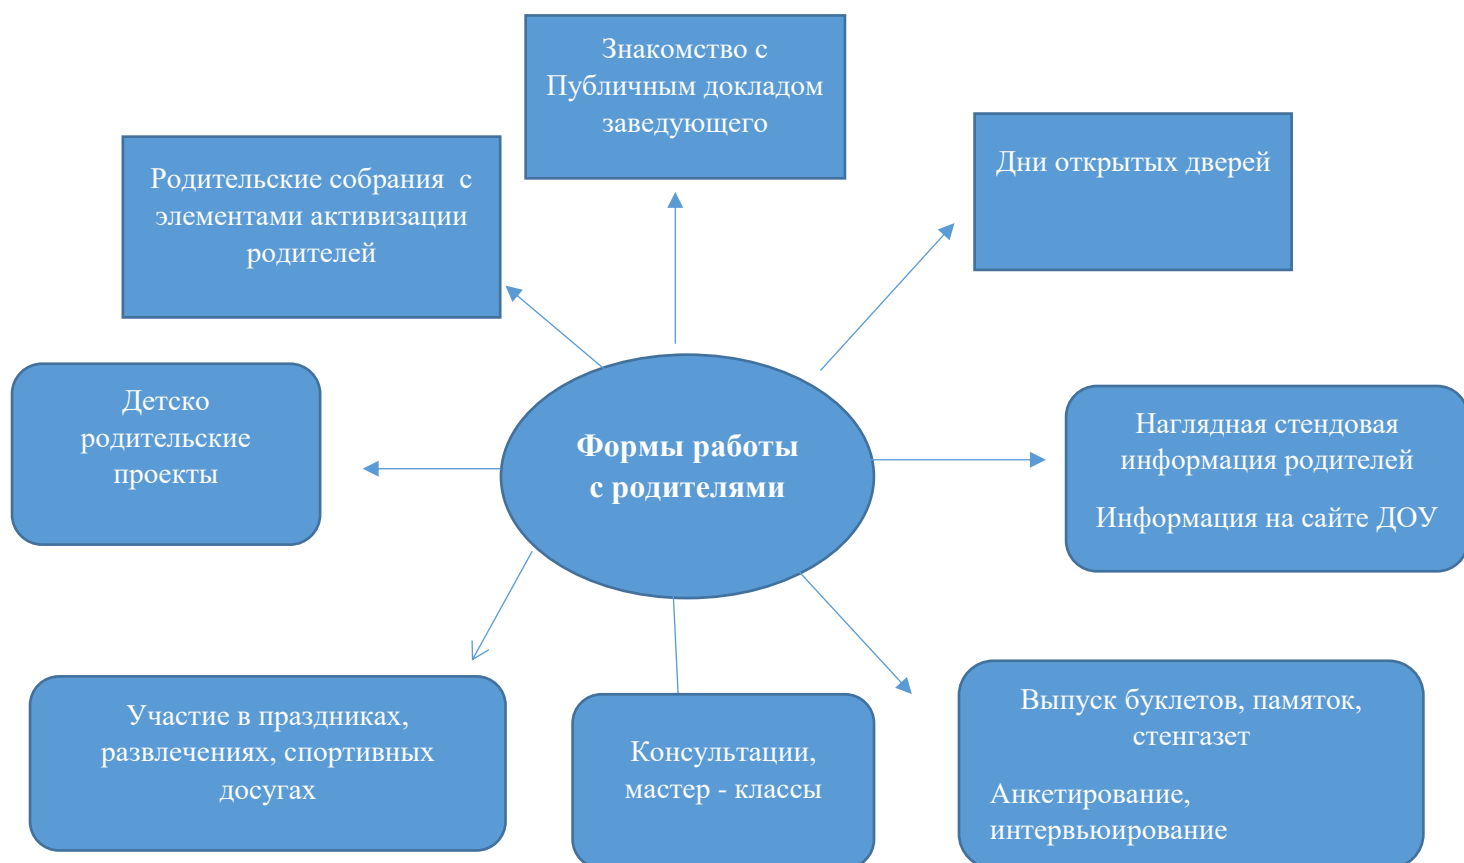 Знакомство с
Публичным докладом
заведующего
Дни открытых дверей
Родительские собрания  с
элементами активизации
родителей
Детско
родительские
проекты
Формы работы
с родителями
Наглядная стендовая
информация родителей
Информация на сайте ДОУ
Участие в праздниках,
развлечениях, спортивных
досугах
Консультации,
мастер - классы
Выпуск буклетов, памяток,
стенгазет
Анкетирование,
интервьюирование